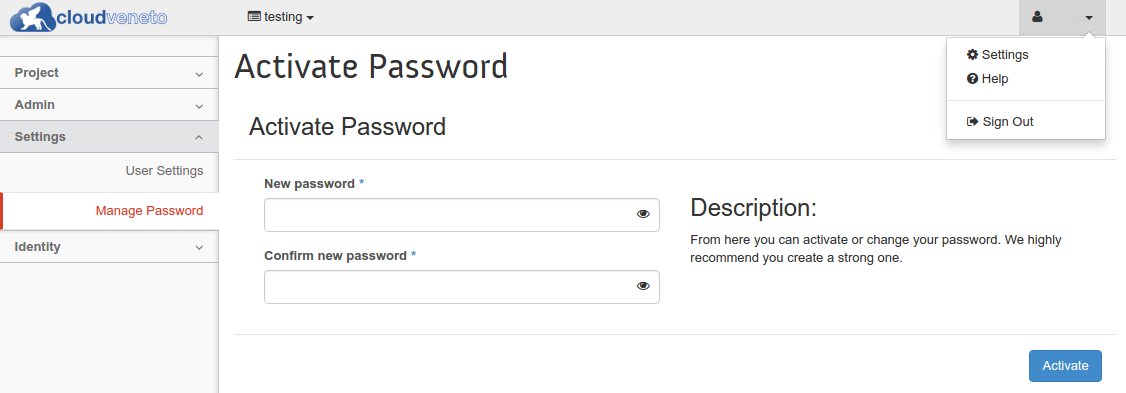 cloudveneto
testing
Settings
Help
Sign Out
Project
Admin
Settings
User Settings
Manage Password
Identity
Activate Password
Activate Password
New password *
Confirm new password *
Description:
From here you can activate or change your password. We highly
recommend you create a strong one.
Activate